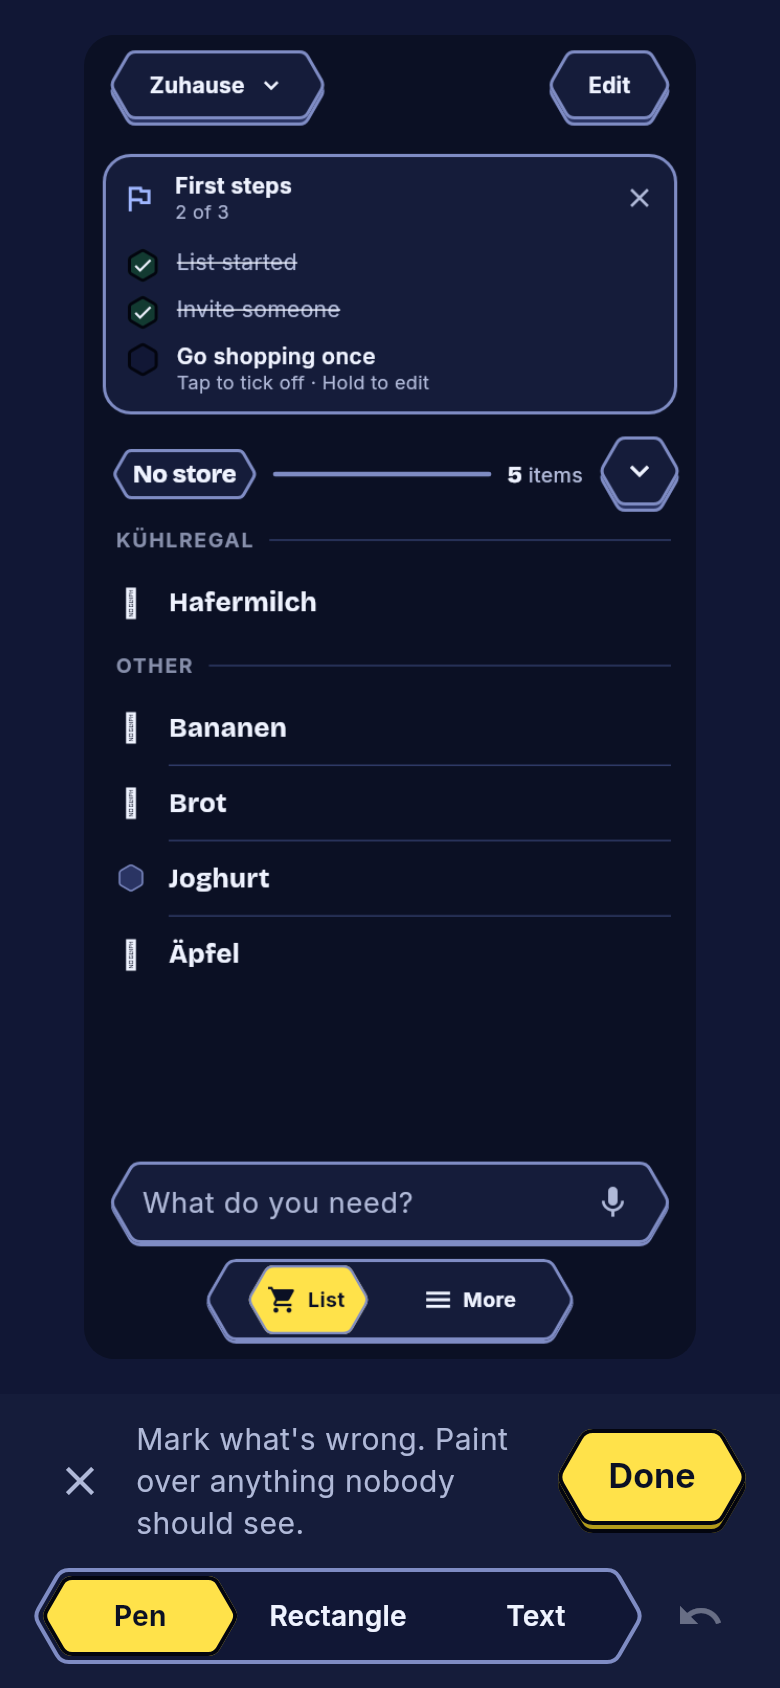 Zuhause
Edit
First steps
2 of 3
List started
Invite someone
Go shopping once
Tap to tick off · Hold to edit
No store
5 items
KÜHLREGAL
Hafermilch
OTHER
Bananen
Brot
Joghurt
Äpfel
What do you need?
List
More
Mark what's wrong. Paint
over anything nobody
should see.
Done
Pen
Rectangle
Text